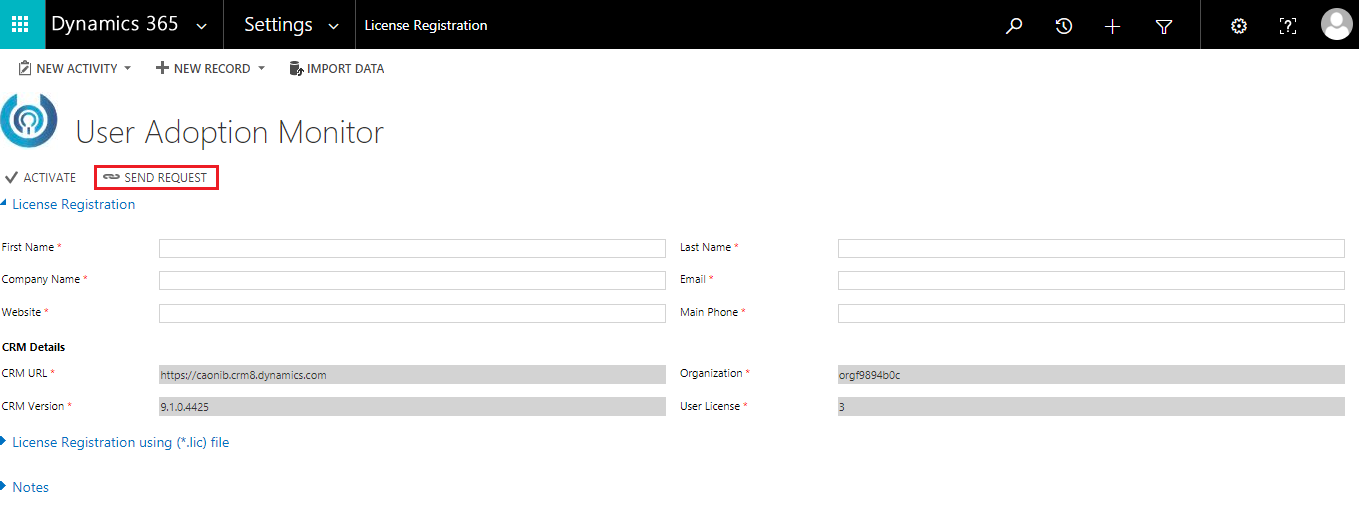 Dynamics 365 Settings License Registration
NEW ACTIVITY NEW RECORD IMPORT DATA
User Adoption Monitor
ACTIVATE SEND REQUEST
License Registration
First Name * Last Name *
Company Name * Email *
Website * Main Phone *
CRM Details
CRM URL * https://caonib.crm8.dynamics.com Organization * orgf9894b0c
CRM Version * 9.1.0.4425 User License * 3
License Registration using (*.lic) file
Notes